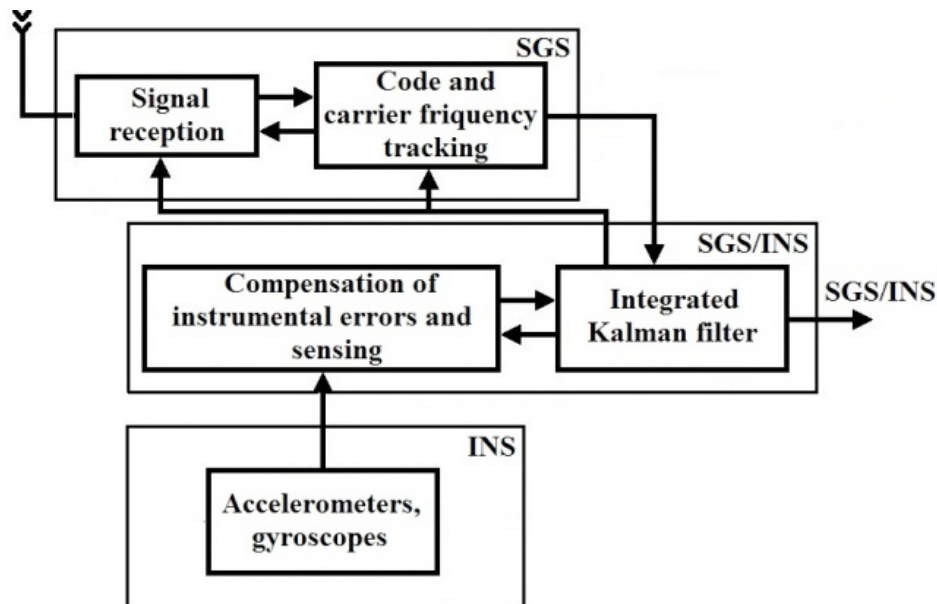 SGS
Signal
reception
Code and
carrier friquency
tracking
SGS/INS
Compensation of
instrumental errors and
sensing
Integrated
Kalman filter
SGS/INS
INS
Accelerometers,
gyroscopes